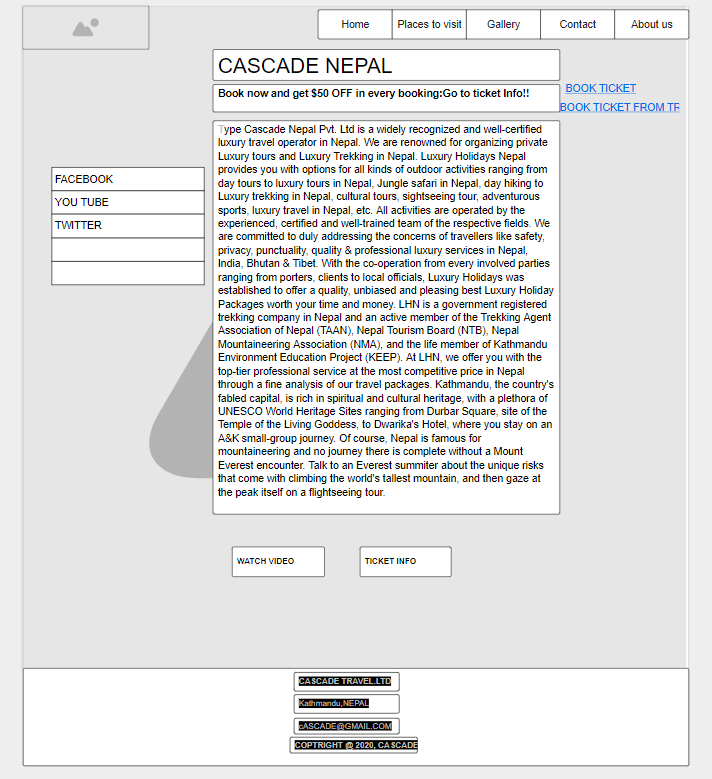 Home Places to visit Gallery Contact About us
CASCADE NEPAL
Book now and get $50 OFF in every booking:Go to ticket Info!!
BOOK TICKET
BOOK TICKET FROM TR
Type Cascade Nepal Pvt. Ltd is a widely recognized and well-certified
luxury travel operator in Nepal. We are renowned for organizing private
Luxury tours and Luxury Trekking in Nepal. Luxury Holidays Nepal
provides you with options for all kinds of outdoor activities ranging from
day tours to luxury tours in Nepal, Jungle safari in Nepal, day hiking to
Luxury trekking in Nepal, cultural tours, sightseeing tour, adventurous
sports, luxury travel in Nepal, etc. All activities are operated by the
experienced, certified and well-trained team of the respective fields. We
are committed to duly addressing the concerns of travellers like safety,
privacy, punctuality, quality & professional luxury services in Nepal,
India, Bhutan & Tibet. With the co-operation from every involved parties
ranging from porters, clients to local officials, Luxury Holidays was
established to offer a quality, unbiased and pleasing best Luxury Holiday
Packages worth your time and money. LHN is a government registered
trekking company in Nepal and an active member of the Trekking Agent
Association of Nepal (TAAN), Nepal Tourism Board (NTB), Nepal
Mountaineering Association (NMA), and the life member of Kathmandu
Environment Education Project (KEEP). At LHN, we offer you with the
top-tier professional service at the most competitive price in Nepal
through a fine analysis of our travel packages. Kathmandu, the country's
fabled capital, is rich in spiritual and cultural heritage, with a plethora of
UNESCO World Heritage Sites ranging from Durbar Square, site of the
Temple of the Living Goddess, to Dwarika's Hotel, where you stay on an
A&K small-group journey. Of course, Nepal is famous for
mountaineering and no journey there is complete without a Mount
Everest encounter. Talk to an Everest summiter about the unique risks
that come with climbing the world's tallest mountain, and then gaze at
the peak itself on a flightseeing tour.
FACEBOOK
YOU TUBE
TWITTER
WATCH VIDEO TICKET INFO
CASCADE TRAVEL.LTD
Kathmandu,NEPAL
cASCADE@GMAIL.COM
COPTRIGHT @ 2020, CASCADE